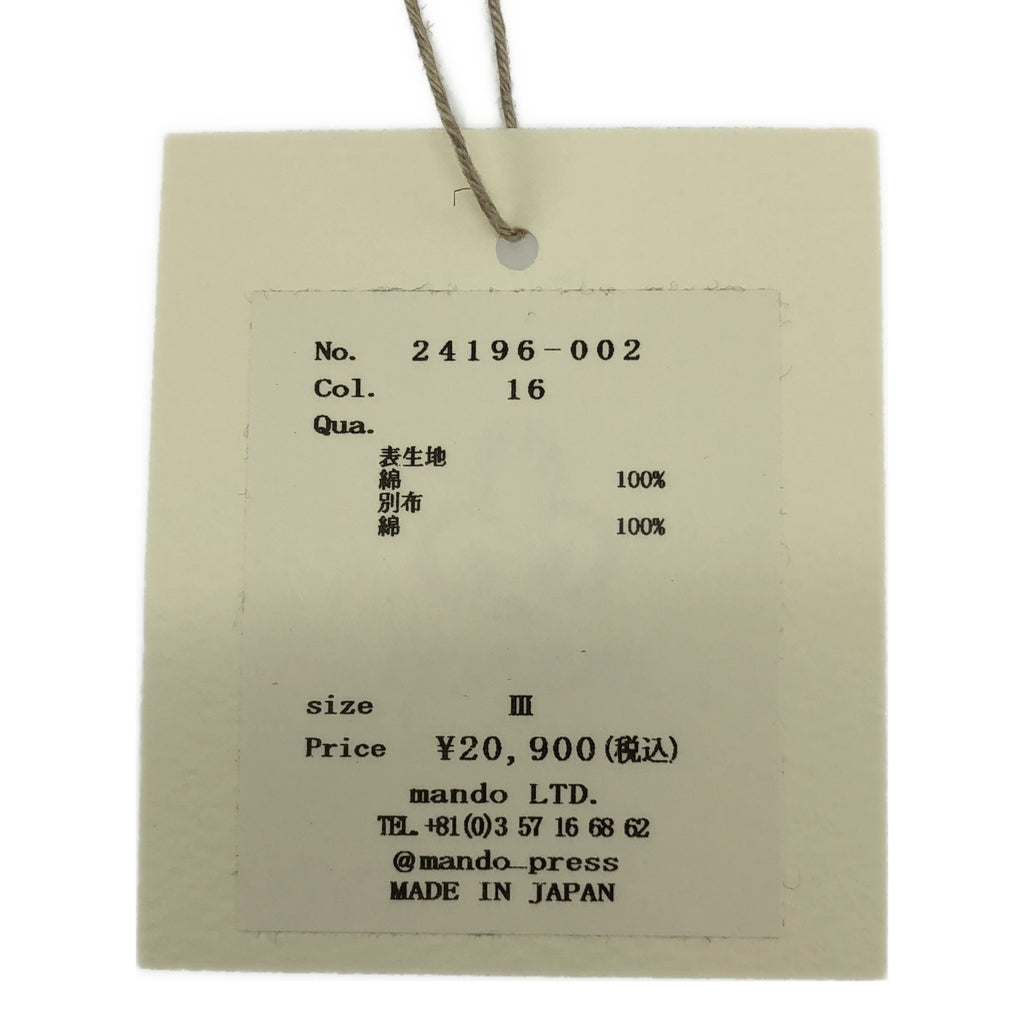 No. 24196-002
Col. 16
Qua.
表生地
綿 100%
別布
綿 100%
size Ⅲ
Price ¥20,900(税込)
mando LTD.
TEL. +81(0)3 57 16 68 62
@mando_press
MADE IN JAPAN